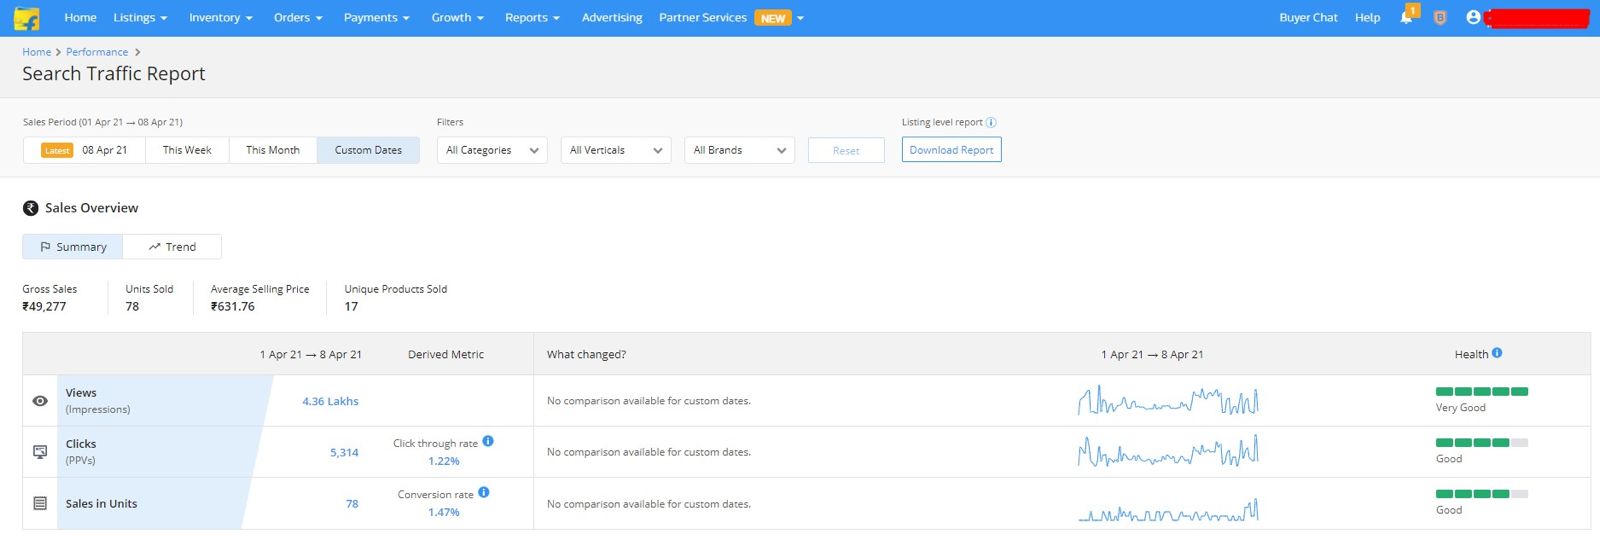 Home Listings Inventory Orders Payments Growth Reports Advertising Partner Services NEW Buyer Chat Help 1 B
Home > Performance >
Search Traffic Report
Sales Period (01 Apr 21 → 08 Apr 21) Filters Listing level report
Latest 08 Apr 21 This Week This Month Custom Dates All Categories All Verticals All Brands Reset Download Report
₹ Sales Overview
Summary Trend
Gross Sales Units Sold Average Selling Price Unique Products Sold
₹49,277 78 ₹631.76 17
1 Apr 21 → 8 Apr 21 Derived Metric What changed? 1 Apr 21 → 8 Apr 21 Health
Views
(Impressions) 4.36 Lakhs No comparison available for custom dates. Very Good
Clicks Click through rate
(PPVs) 5,314 1.22% No comparison available for custom dates. Good
Conversion rate
Sales in Units 78 1.47% No comparison available for custom dates. Good